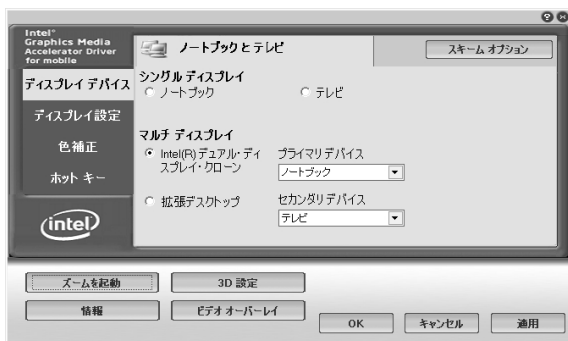 Intel®
Graphics Media
Accelerator Driver
for mobile
ノートブックとテレビ
スキーム オプション
ディスプレイ デバイス
ディスプレイ設定
色補正
ホット キー
intel
シングル ディスプレイ
ノートブック
テレビ
マルチ ディスプレイ
Intel(R) デュアル・ディ
スプレイ・クローン
プライマリ デバイス
ノートブック
拡張デスクトップ
セカンダリ デバイス
テレビ
ズームを起動
3D 設定
情報
ビデオ オーバーレイ
OK
キャンセル
適用